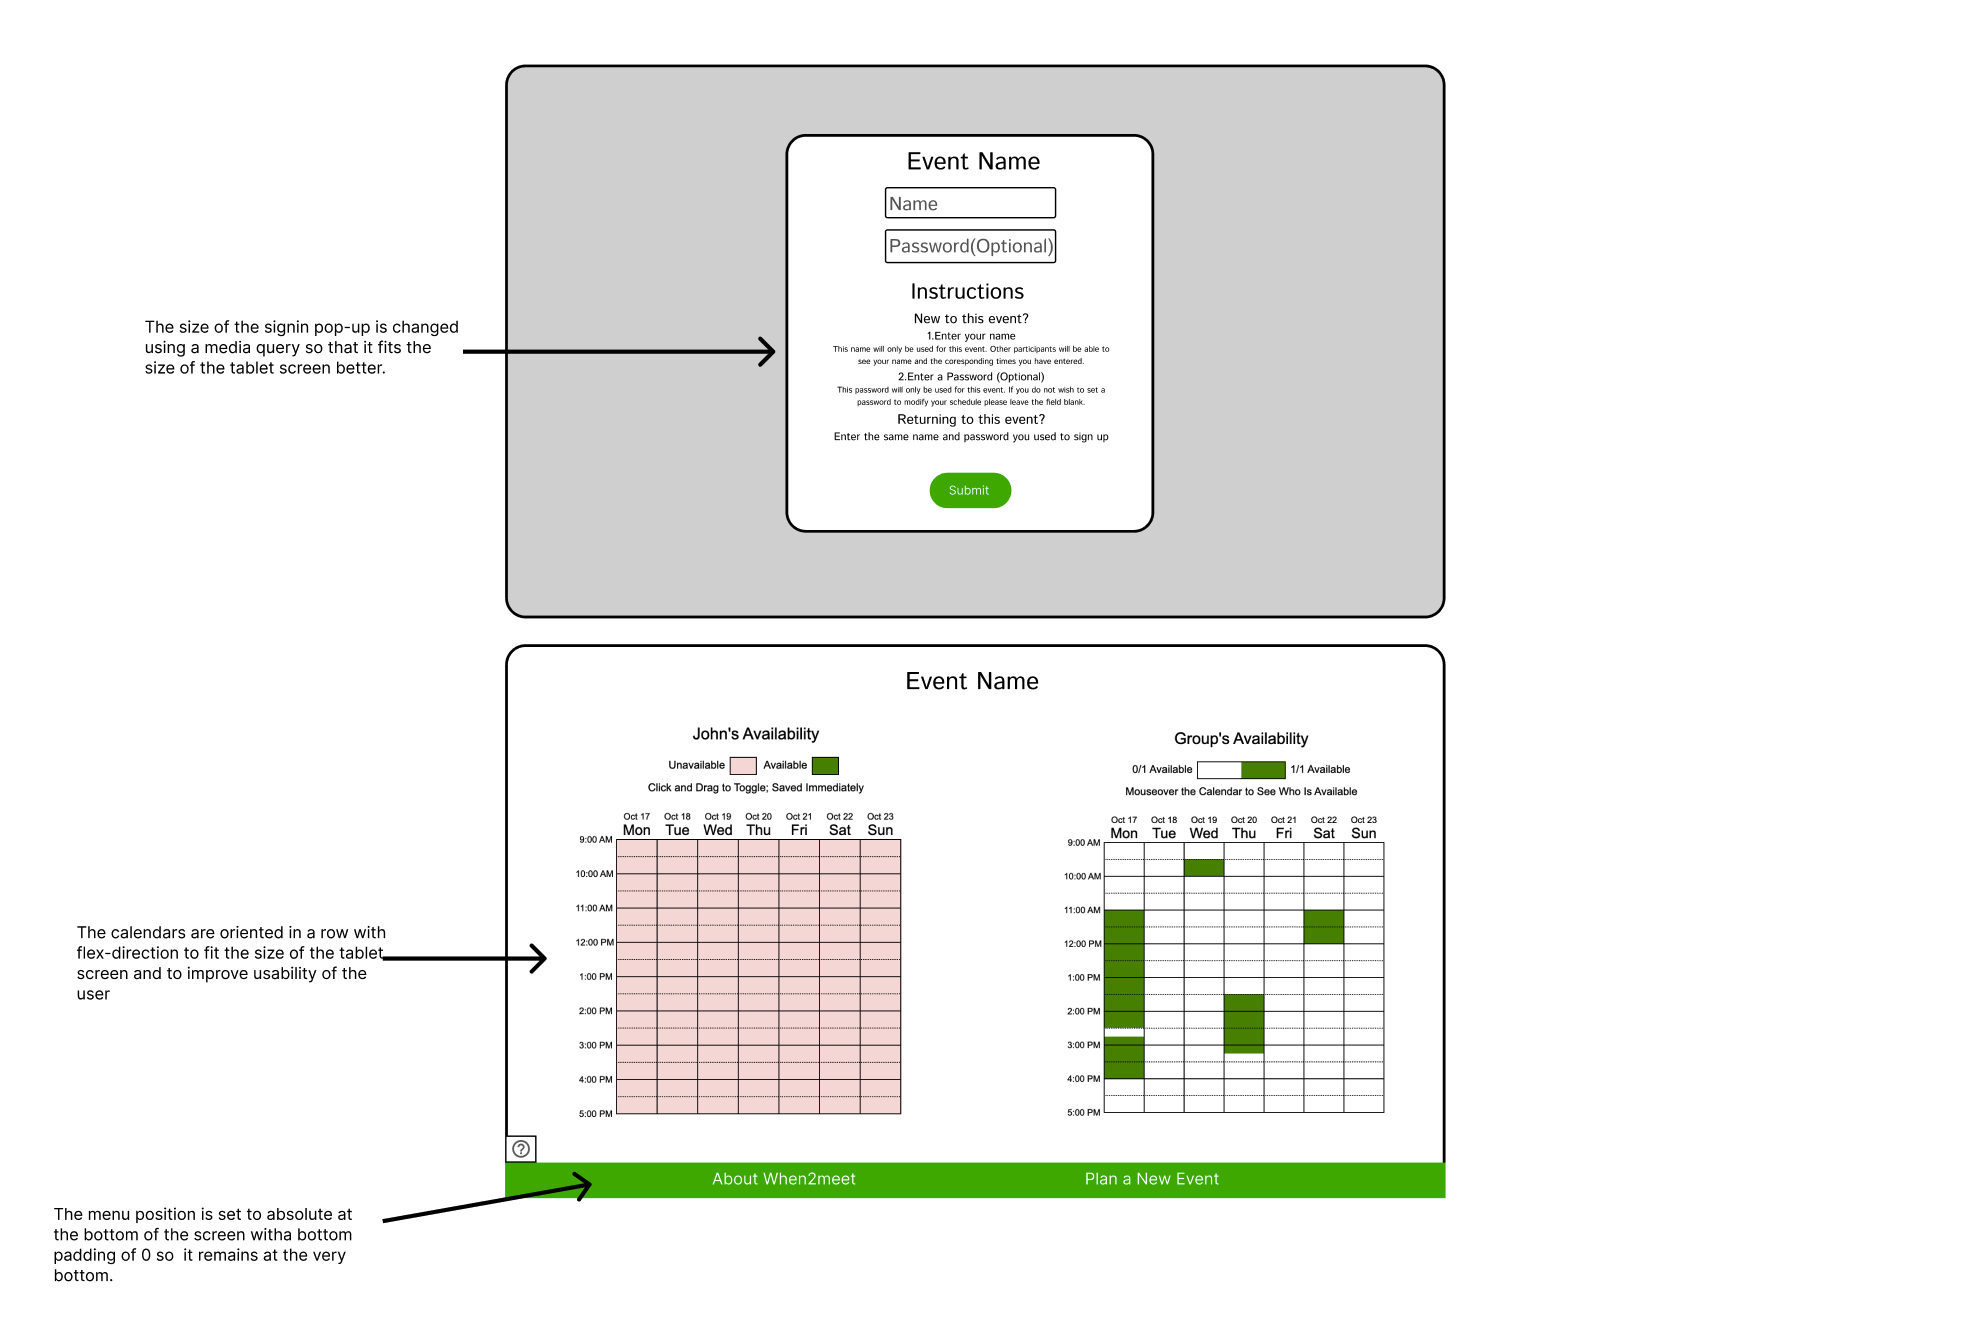 Event Name
Name
Password(Optional)
Instructions
New to this event?
1.Enter your name
This name will only be used for this event. Other participants will be able to
see your name and the coresponding times you have entered.
2.Enter a Password (Optional)
This password will only be used for this event. If you do not wish to set a
password to modify your schedule please leave the field blank.
Returning to this event?
Enter the same name and password you used to sign up
Submit
The size of the signin pop-up is changed
using a media query so that it fits the
size of the tablet screen better.
Event Name
John's Availability
Unavailable Available
Click and Drag to Toggle; Saved Immediately
Oct 17 Oct 18 Oct 19 Oct 20 Oct 21 Oct 22 Oct 23
Mon Tue Wed Thu Fri Sat Sun
9:00 AM
10:00 AM
11:00 AM
12:00 PM
1:00 PM
2:00 PM
3:00 PM
4:00 PM
5:00 PM
Group's Availability
0/1 Available 1/1 Available
Mouseover the Calendar to See Who Is Available
Oct 17 Oct 18 Oct 19 Oct 20 Oct 21 Oct 22 Oct 23
Mon Tue Wed Thu Fri Sat Sun
9:00 AM
10:00 AM
11:00 AM
12:00 PM
1:00 PM
2:00 PM
3:00 PM
4:00 PM
5:00 PM
The calendars are oriented in a row with
flex-direction to fit the size of the tablet
screen and to improve usability of the
user
?
About When2meet Plan a New Event
The menu position is set to absolute at
the bottom of the screen witha bottom
padding of 0 so  it remains at the very
bottom.